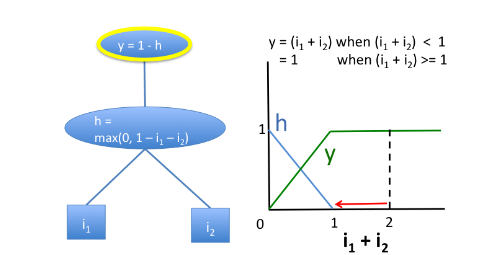 y = 1 - h
h =
max(0, 1 – i₁ – i₂)
i₁
i₂
y = (i₁ + i₂) when (i₁ + i₂) < 1
= 1 when (i₁ + i₂) >= 1
1
h
y
0
1
2
i₁ + i₂